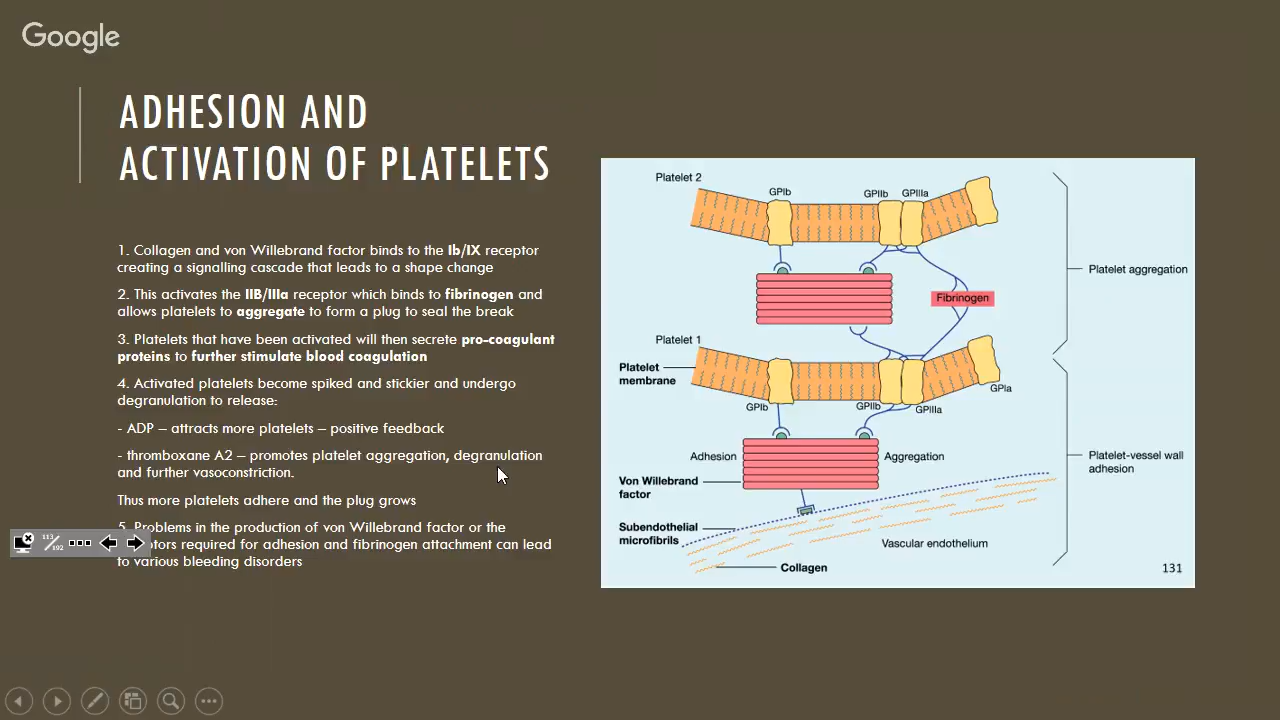 Google
ADHESION AND
ACTIVATION OF PLATELETS
1. Collagen and von Willebrand factor binds to the Ib/IX receptor
creating a signalling cascade that leads to a shape change
2. This activates the IIB/IIIa receptor which binds to fibrinogen and
allows platelets to aggregate to form a plug to seal the break
3. Platelets that have been activated will then secrete pro-coagulant
proteins to further stimulate blood coagulation
4. Activated platelets become spiked and stickier and undergo
degranulation to release:
- ADP – attracts more platelets – positive feedback
- thromboxane A2 – promotes platelet aggregation, degranulation
and further vasoconstriction.
Thus more platelets adhere and the plug grows
5. Problems in the production of von Willebrand factor or the
required for adhesion and fibrinogen attachment can lead
to various bleeding disorders
113/192
Platelet 2
GPIb
GPIIb
GPIIIa
Platelet aggregation
Fibrinogen
Platelet 1
Platelet
membrane
GPIa
GPIb
GPIIb
GPIIIa
Adhesion
Aggregation
Platelet-vessel wall
adhesion
Von Willebrand
factor
Subendothelial
microfibrils
Vascular endothelium
Collagen
131